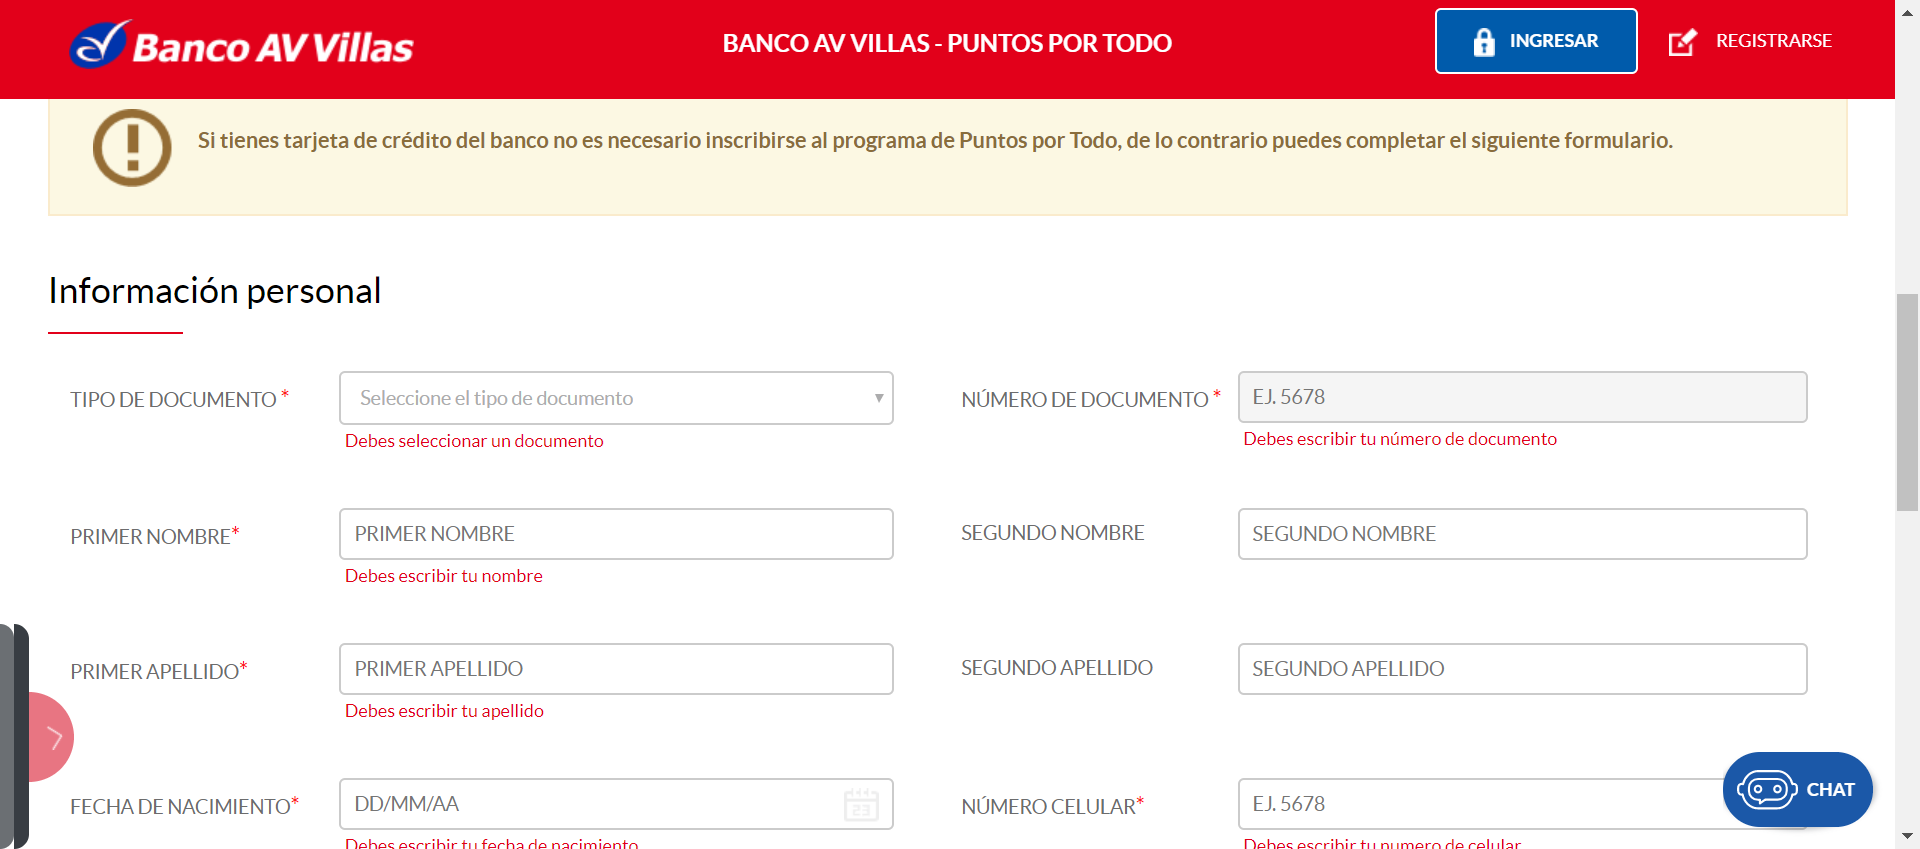 Banco AV Villas
BANCO AV VILLAS - PUNTOS POR TODO
INGRESAR
REGISTRARSE
Si tienes tarjeta de crédito del banco no es necesario inscribirse al programa de Puntos por Todo, de lo contrario puedes completar el siguiente formulario.
Información personal
TIPO DE DOCUMENTO *
Seleccione el tipo de documento
Debes seleccionar un documento
NÚMERO DE DOCUMENTO *
EJ. 5678
Debes escribir tu número de documento
PRIMER NOMBRE*
PRIMER NOMBRE
Debes escribir tu nombre
SEGUNDO NOMBRE
SEGUNDO NOMBRE
PRIMER APELLIDO*
PRIMER APELLIDO
Debes escribir tu apellido
SEGUNDO APELLIDO
SEGUNDO APELLIDO
FECHA DE NACIMIENTO*
DD/MM/AA
23
Debes escribir tu fecha de nacimiento
NÚMERO CELULAR*
EJ. 5678
Debes escribir tu numero de celular
CHAT